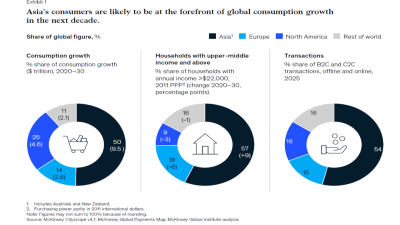 Exhibit 1
Asia's consumers are likely to be at the forefront of global consumption growth
in the next decade.
Share of global figure, %
Asia¹
Europe
North America
Rest of world
Consumption growth
% share of consumption growth
($ trillion), 2020–30
11
(2.1)
25
(4.6)
50
(9.5)
14
(2.6)
Households with upper-middle
income and above
% share of households with
annual income >$22,000,
2011 PPP² (change 2020–30,
percentage points)
16
(-1)
9
(-3)
57
(+9)
18
(-6)
Transactions
% share of B2C and C2C
transactions, offline and online,
2025
16
16
54
15
1. Includes Australia and New Zealand.
2. Purchasing power parity in 2011 international dollars.
Note: Figures may not sum to 100% because of rounding.
Source: McKinsey Cityscope v4.1; McKinsey Global Payments Map; McKinsey Global Institute analysis